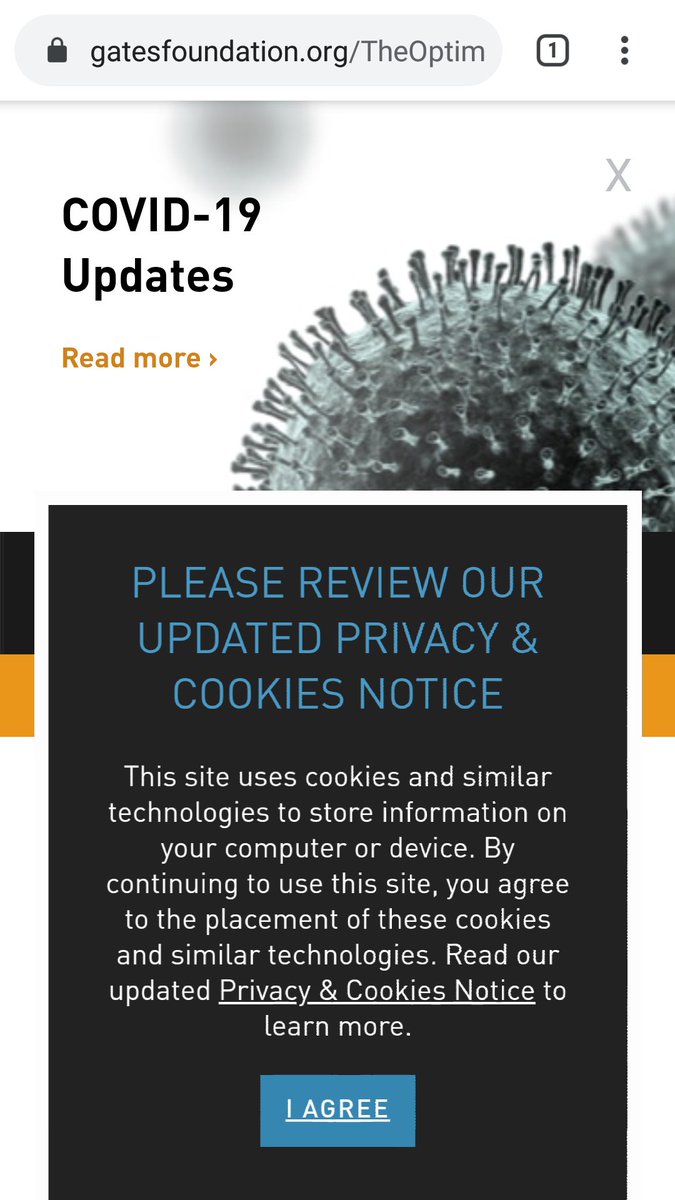 gatesfoundation.org/TheOptim
1
X
COVID-19
Updates
Read more ›
PLEASE REVIEW OUR
UPDATED PRIVACY &
COOKIES NOTICE
This site uses cookies and similar
technologies to store information on
your computer or device. By
continuing to use this site, you agree
to the placement of these cookies
and similar technologies. Read our
updated Privacy & Cookies Notice to
learn more.
I AGREE